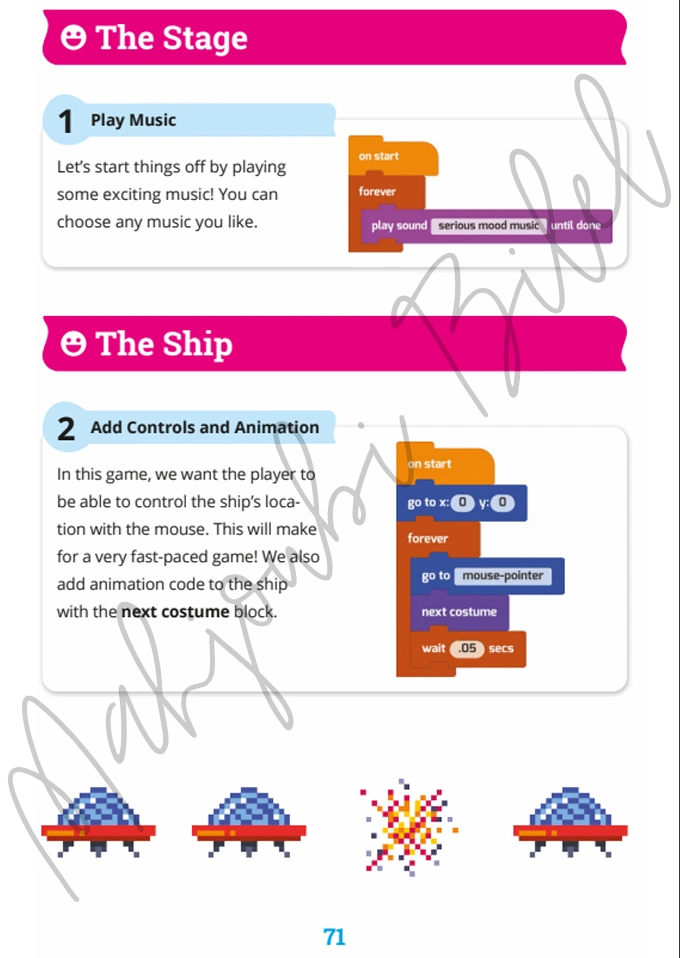 The Stage
1 Play Music
Let's start things off by playing
some exciting music! You can
choose any music you like.
on start
forever
play sound serious mood music until done
The Ship
2 Add Controls and Animation
In this game, we want the player to
be able to control the ship's loca-
tion with the mouse. This will make
for a very fast-paced game! We also
add animation code to the ship
with the next costume block.
on start
go to x: 0 y: 0
forever
go to mouse-pointer
next costume
wait .05 secs
71